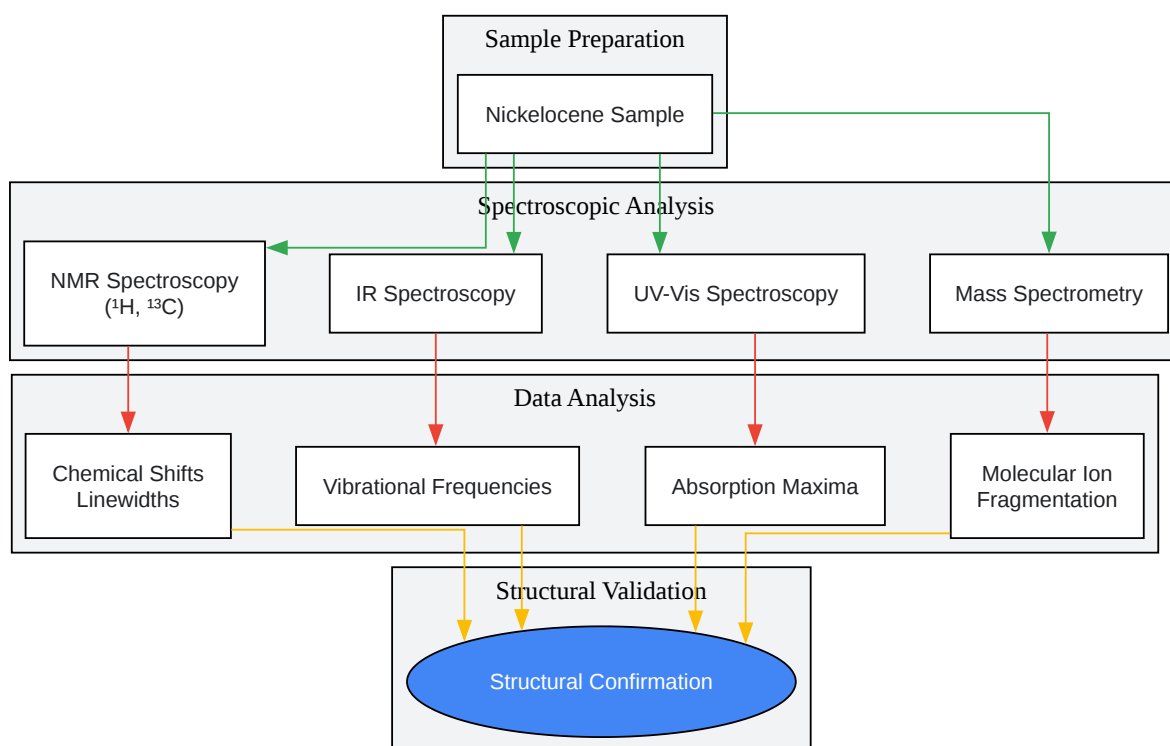 Sample Preparation
Nickelocene Sample
Spectroscopic Analysis
NMR Spectroscopy
(¹H, ¹³C)
IR Spectroscopy
UV-Vis Spectroscopy
Mass Spectrometry
Data Analysis
Chemical Shifts
Linewidths
Vibrational Frequencies
Absorption Maxima
Molecular Ion
Fragmentation
Structural Validation
Structural Confirmation